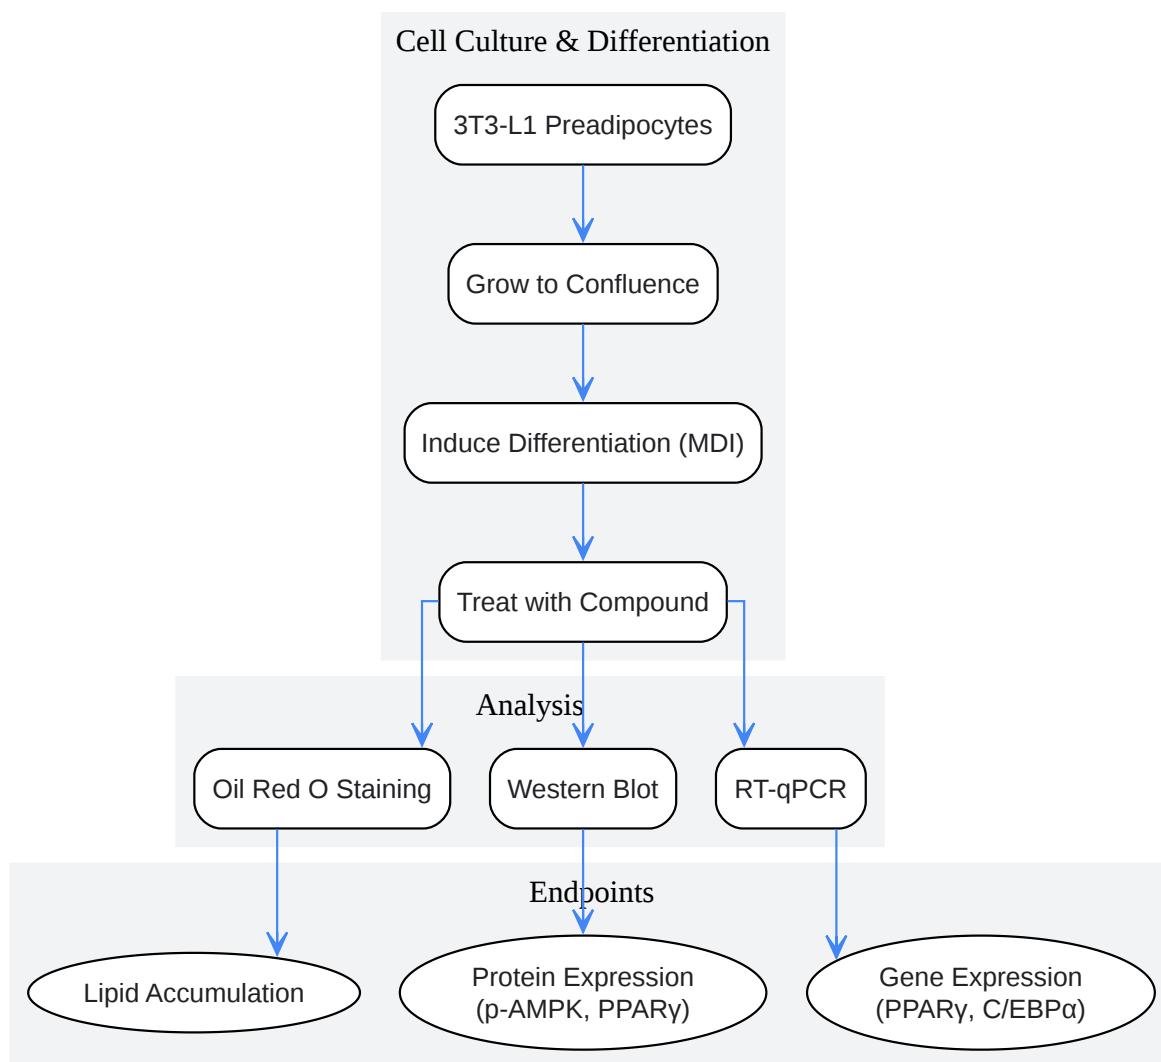 Cell Culture & Differentiation
3T3-L1 Preadipocytes
Grow to Confluence
Induce Differentiation (MDI)
Treat with Compound
Analysis
Oil Red O Staining
Western Blot
RT-qPCR
Endpoints
Lipid Accumulation
Protein Expression
(p-AMPK, PPARγ)
Gene Expression
(PPARγ, C/EBPα)